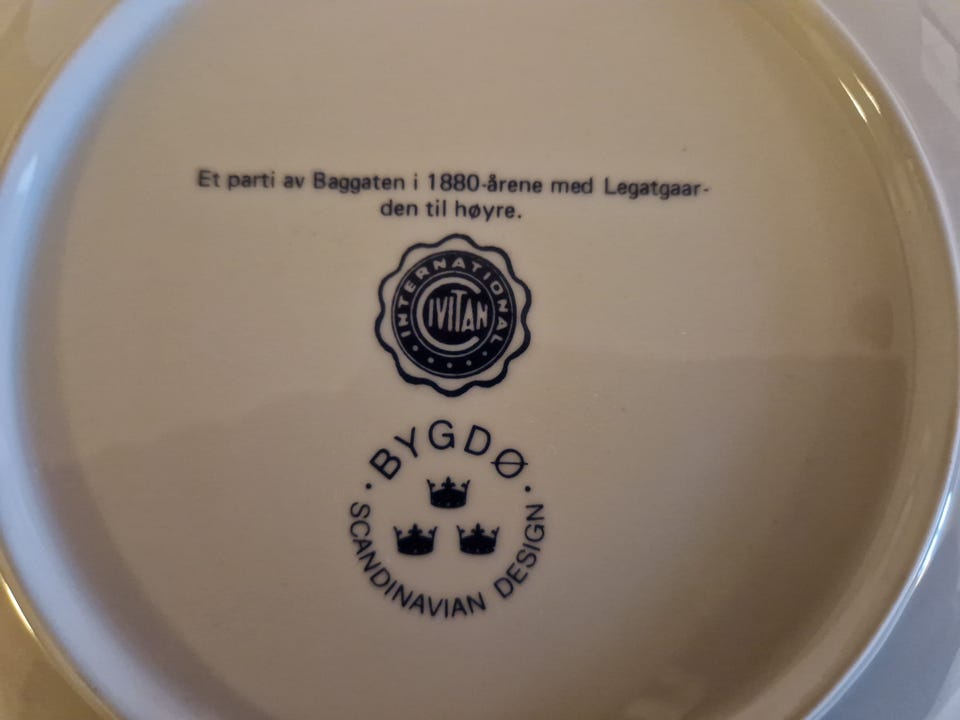 Et parti av Baggaten i 1880-årene med Legatgaar-
den til høyre.
INTERNATIONAL
CIVITAN
BYGDØ
SCANDINAVIAN DESIGN